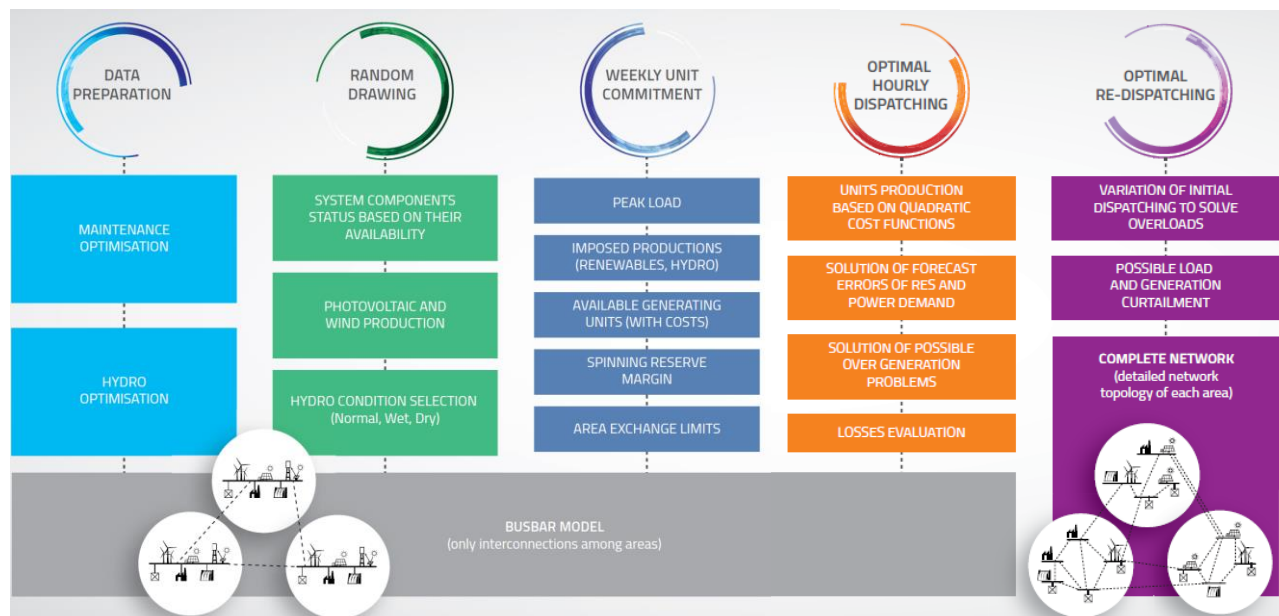 DATA
PREPARATION
MAINTENANCE
OPTIMISATION
HYDRO
OPTIMISATION
RANDOM
DRAWING
SYSTEM COMPONENTS
STATUS BASED ON THEIR
AVAILABILITY
PHOTOVOLTAIC AND
WIND PRODUCTION
HYDRO CONDITION SELECTION
(Normal, Wet, Dry)
WEEKLY UNIT
COMMITMENT
PEAK LOAD
IMPOSED PRODUCTIONS
(RENEWABLES, HYDRO)
AVAILABLE GENERATING
UNITS (WITH COSTS)
SPINNING RESERVE
MARGIN
AREA EXCHANGE LIMITS
OPTIMAL
HOURLY
DISPATCHING
UNITS PRODUCTION
BASED ON QUADRATIC
COST FUNCTIONS
SOLUTION OF FORECAST
ERRORS OF RES AND
POWER DEMAND
SOLUTION OF POSSIBLE
OVER GENERATION
PROBLEMS
LOSSES EVALUATION
OPTIMAL
RE-DISPATCHING
VARIATION OF INITIAL
DISPATCHING TO SOLVE
OVERLOADS
POSSIBLE LOAD
AND GENERATION
CURTAILMENT
COMPLETE NETWORK
(detailed network
topology of each area)
BUSBAR MODEL
(only interconnections among areas)